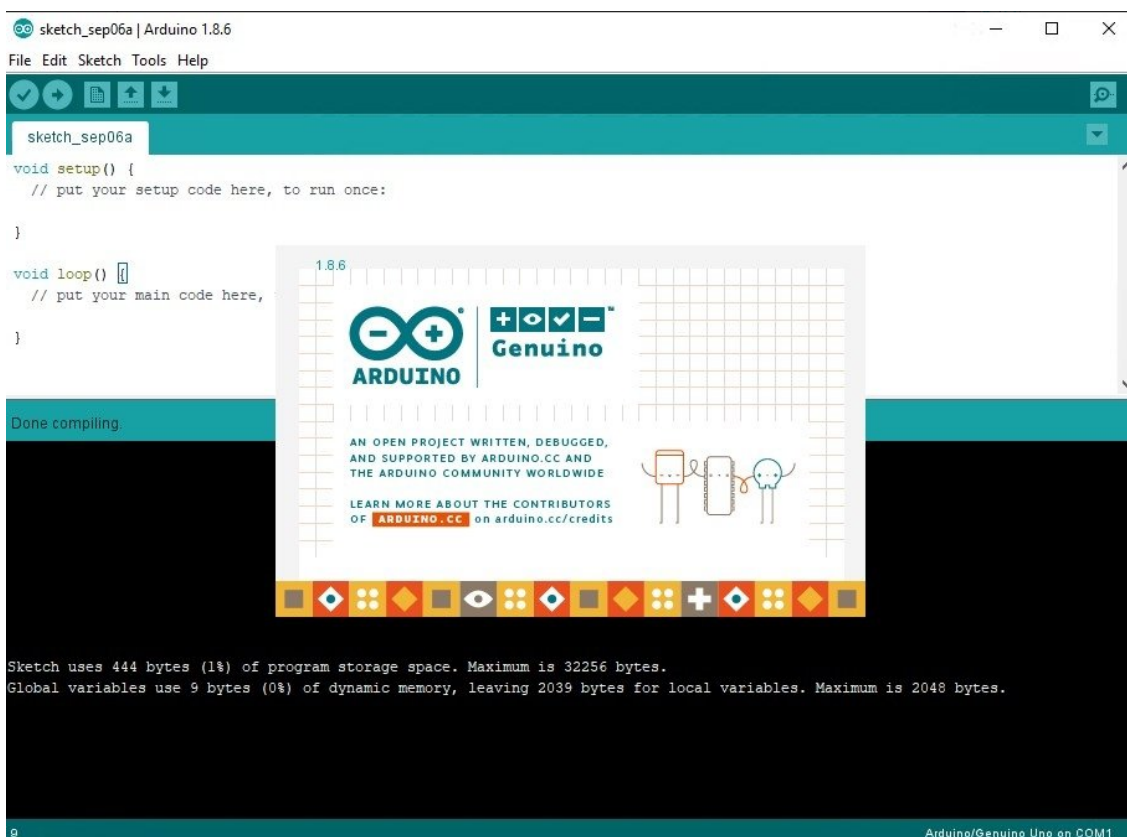 sketch_sep06a | Arduino 1.8.6
File Edit Sketch Tools Help
sketch_sep06a
void setup() {
  // put your setup code here, to run once:
}
void loop() {
  // put your main code here,
}
1.8.6
ARDUINO
Genuino
™
AN OPEN PROJECT WRITTEN, DEBUGGED,
AND SUPPORTED BY ARDUINO.CC AND
THE ARDUINO COMMUNITY WORLDWIDE
LEARN MORE ABOUT THE CONTRIBUTORS
OF ARDUINO.CC on arduino.cc/credits
Done compiling.
Sketch uses 444 bytes (1%) of program storage space. Maximum is 32256 bytes.
Global variables use 9 bytes (0%) of dynamic memory, leaving 2039 bytes for local variables. Maximum is 2048 bytes.
9
Arduino/Genuino Uno on COM1